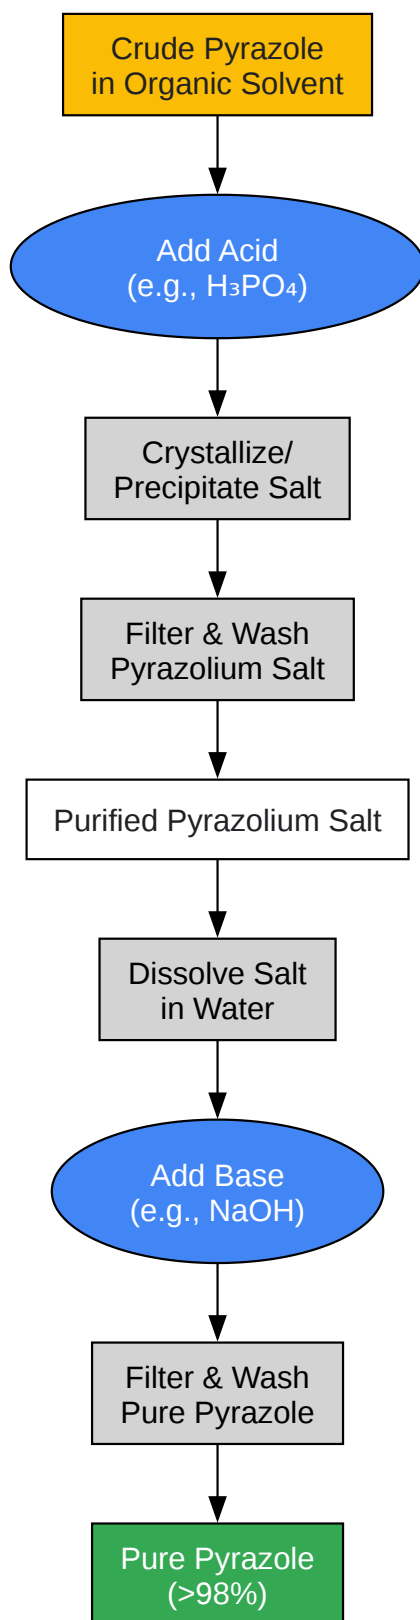 Crude Pyrazole
in Organic Solvent
Add Acid
(e.g., H₃PO₄)
Crystallize/
Precipitate Salt
Filter & Wash
Pyrazolium Salt
Purified Pyrazolium Salt
Dissolve Salt
in Water
Add Base
(e.g., NaOH)
Filter & Wash
Pure Pyrazole
Pure Pyrazole
(>98%)